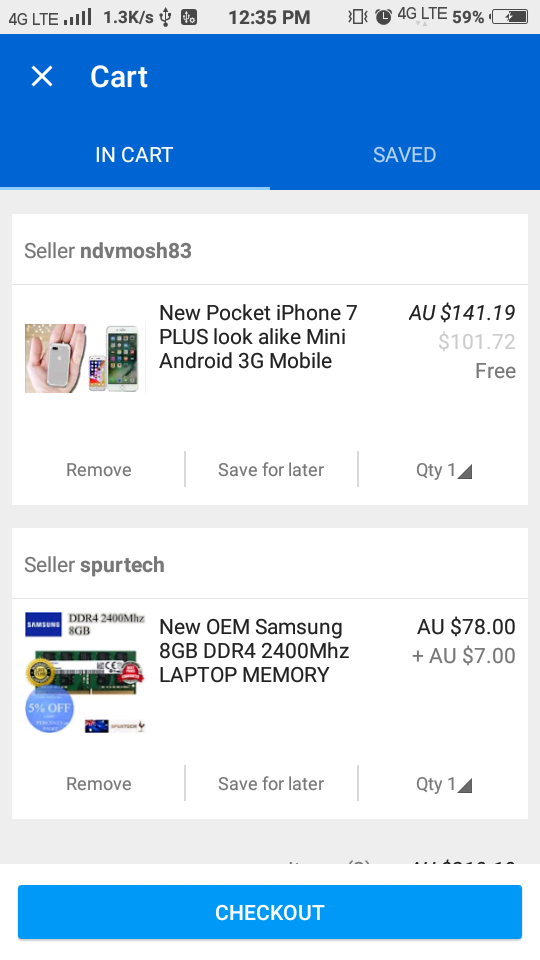 4G LTE 1.3K/s 12:35 PM 4G LTE 59%
Cart
IN CART SAVED
Seller ndvmosh83
New Pocket iPhone 7 AU $141.19
PLUS look alike Mini $101.72
Android 3G Mobile Free
Remove Save for later Qty 1
Seller spurtech
SAMSUNG DDR4 2400Mhz
8GB
5% OFF
New OEM Samsung AU $78.00
8GB DDR4 2400Mhz + AU $7.00
LAPTOP MEMORY
Remove Save for later Qty 1
CHECKOUT